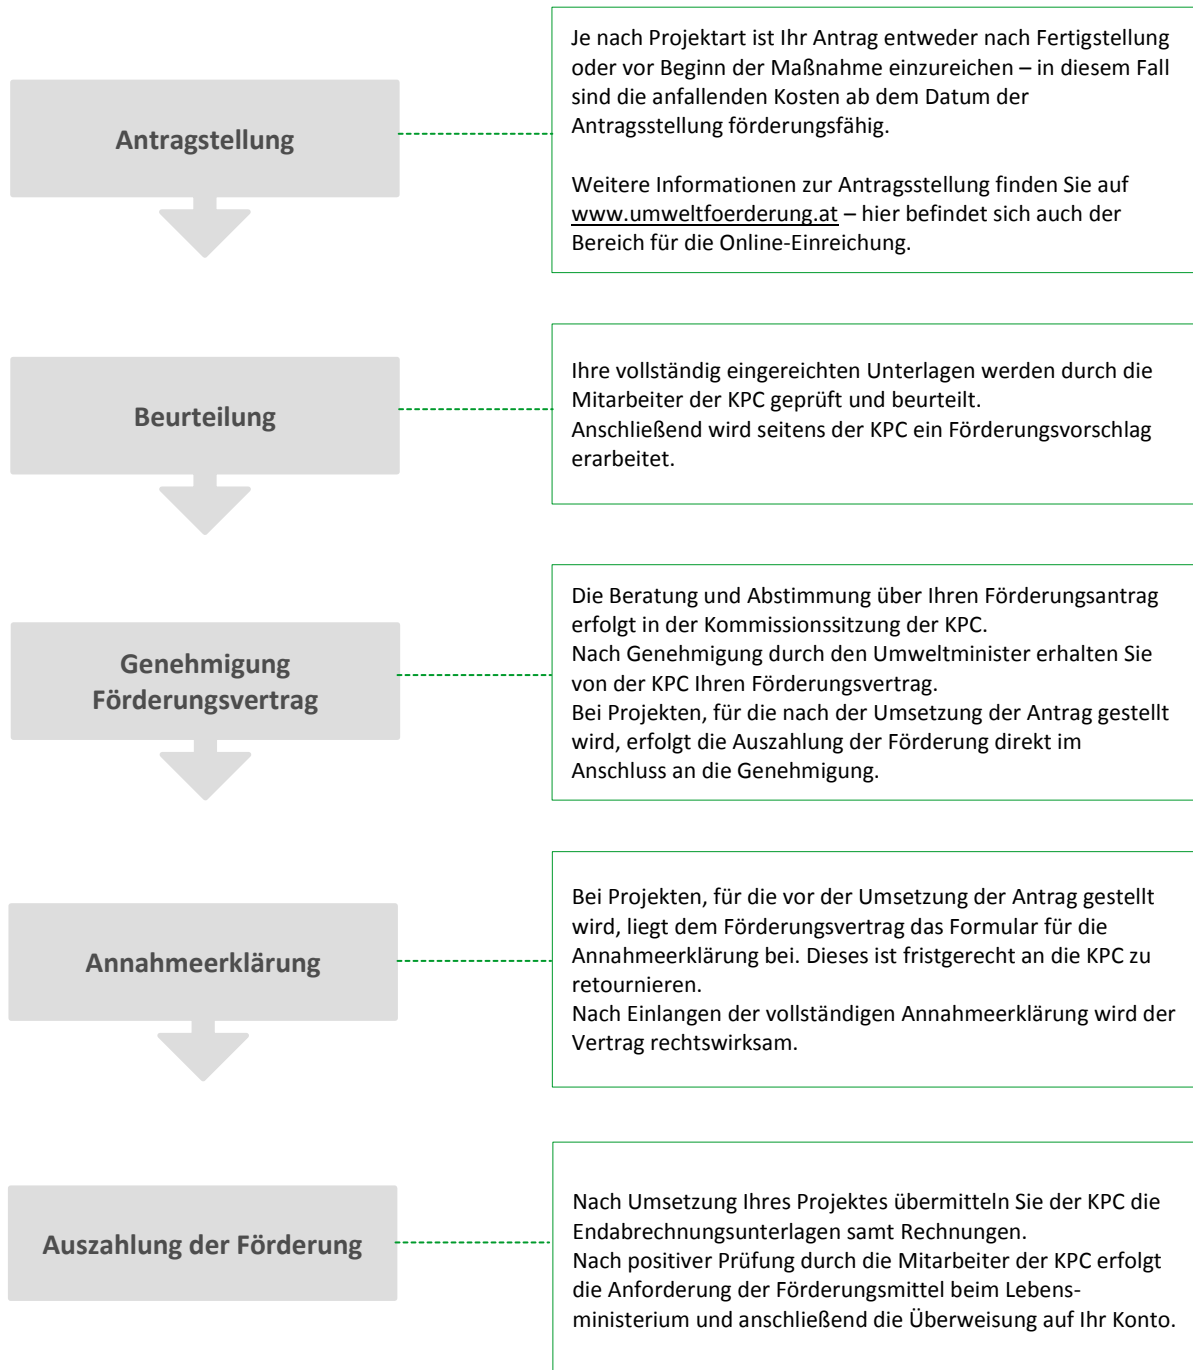 Antragstellung
Je nach Projektart ist Ihr Antrag entweder nach Fertigstellung
oder vor Beginn der Maßnahme einzureichen – in diesem Fall
sind die anfallenden Kosten ab dem Datum der
Antragsstellung förderungsfähig.
Weitere Informationen zur Antragsstellung finden Sie auf
www.umweltfoerderung.at – hier befindet sich auch der
Bereich für die Online-Einreichung.
Beurteilung
Ihre vollständig eingereichten Unterlagen werden durch die
Mitarbeiter der KPC geprüft und beurteilt.
Anschließend wird seitens der KPC ein Förderungsvorschlag
erarbeitet.
Genehmigung
Förderungsvertrag
Die Beratung und Abstimmung über Ihren Förderungsantrag
erfolgt in der Kommissionssitzung der KPC.
Nach Genehmigung durch den Umweltminister erhalten Sie
von der KPC Ihren Förderungsvertrag.
Bei Projekten, für die nach der Umsetzung der Antrag gestellt
wird, erfolgt die Auszahlung der Förderung direkt im
Anschluss an die Genehmigung.
Annahmeerklärung
Bei Projekten, für die vor der Umsetzung der Antrag gestellt
wird, liegt dem Förderungsvertrag das Formular für die
Annahmeerklärung bei. Dieses ist fristgerecht an die KPC zu
retournieren.
Nach Einlangen der vollständigen Annahmeerklärung wird der
Vertrag rechtswirksam.
Auszahlung der Förderung
Nach Umsetzung Ihres Projektes übermitteln Sie der KPC die
Endabrechnungsunterlagen samt Rechnungen.
Nach positiver Prüfung durch die Mitarbeiter der KPC erfolgt
die Anforderung der Förderungsmittel beim Lebens-
ministerium und anschließend die Überweisung auf Ihr Konto.